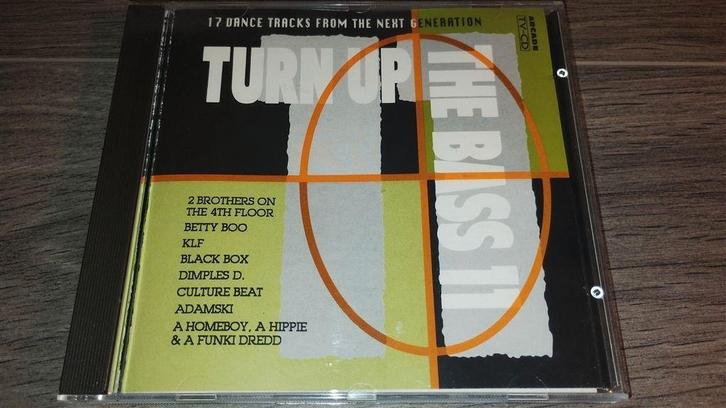 17 DANCE TRACKS FROM THE NEXT GENERATION
ARCADE
TV-CD
TURN UP
THE BASS 11
2 BROTHERS ON
THE 4TH FLOOR
BETTY BOO
KLF
BLACK BOX
DIMPLES D.
CULTURE BEAT
ADAMSKI
A HOMEBOY, A HIPPIE
& A FUNKI DREDD